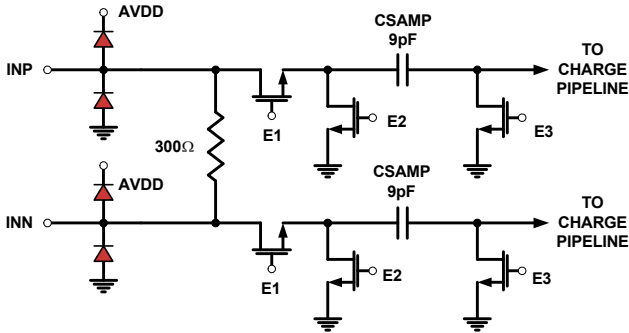 AVDD
CSAMP
9pF
TO
CHARGE
PIPELINE
INP
E1
E2
E3
300Ω
AVDD
CSAMP
9pF
TO
CHARGE
PIPELINE
INN
E1
E2
E3